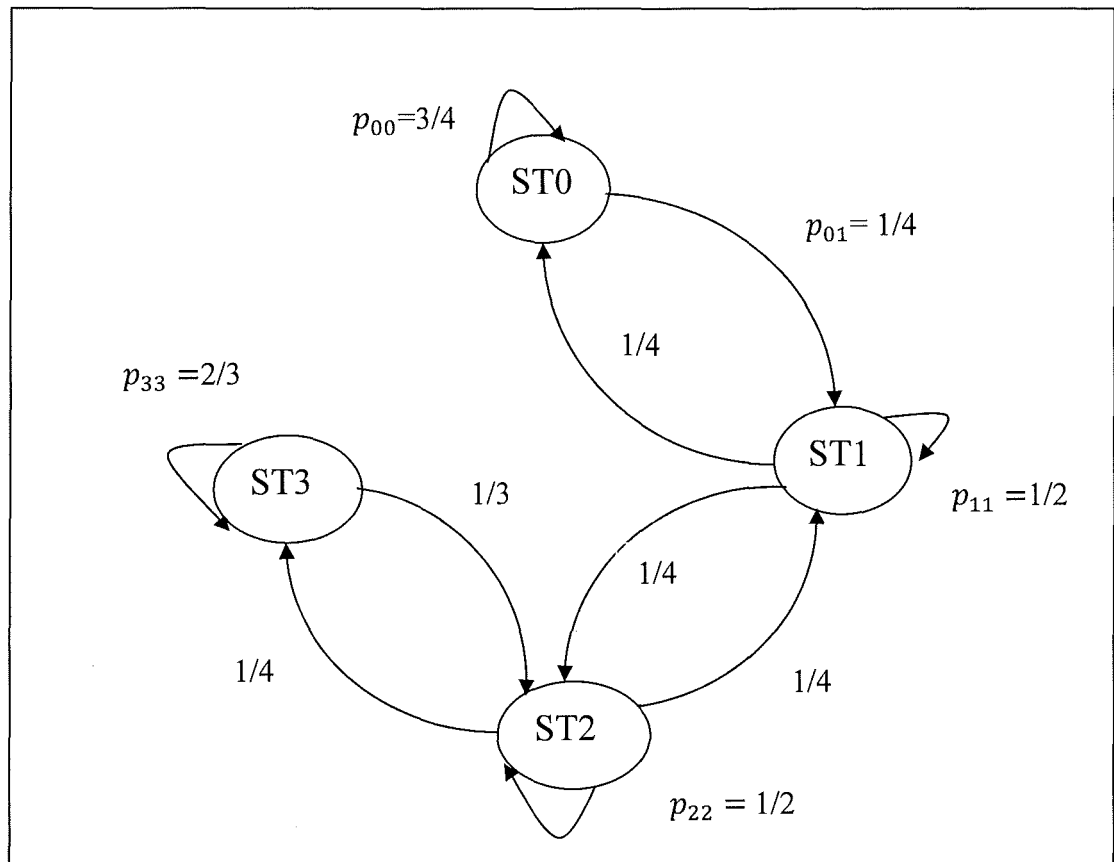 p₀₀=3/4
ST0
p₀₁= 1/4
1/4
p₃₃ =2/3
ST1
ST3
1/3
p₁₁ =1/2
1/4
1/4
1/4
ST2
p₂₂ = 1/2